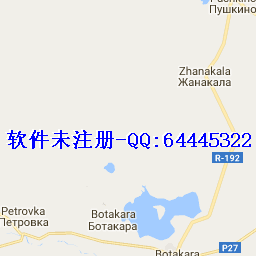 Пушкино
Zhanakala
Жанакала
软件未注册-QQ:64445322
R-192
Petrovka
Петровка
Botakara
Ботакара
P27
Botakara